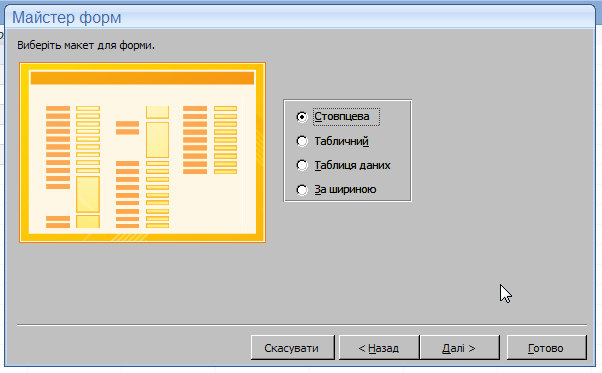 Майстер форм
Виберіть макет для форми.
Стовпцева
Табличний
Таблиця даних
За шириною
Скасувати
< Назад
Далі >
Готово